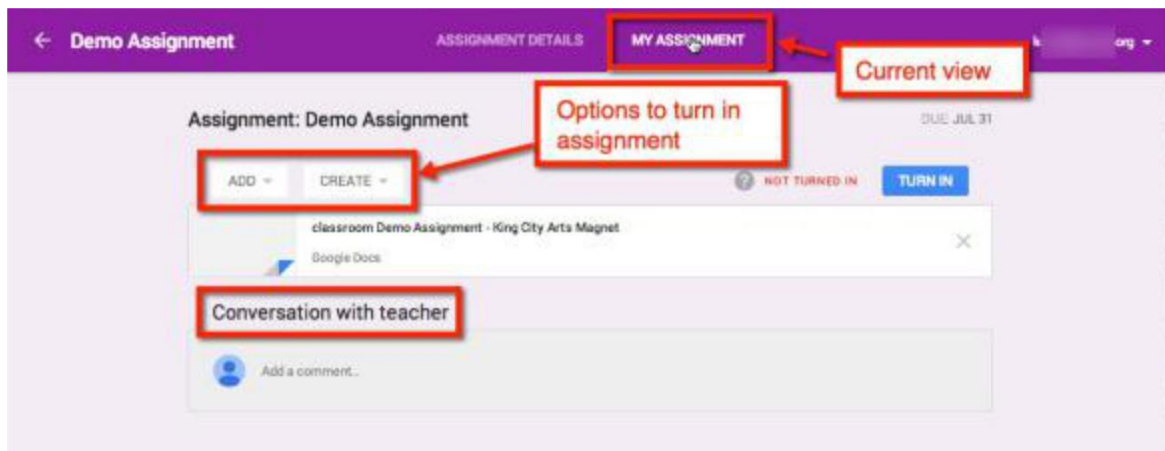 ← Demo Assignment ASSIGNMENT DETAILS MY ASSIGNMENT org
Current view
Assignment: Demo Assignment
Options to turn in
assignment
DUE JUL 31
ADD CREATE
? NOT TURNED IN TURN IN
classroom Demo Assignment - King City Arts Magnet
Google Docs
Conversation with teacher
Add a comment..